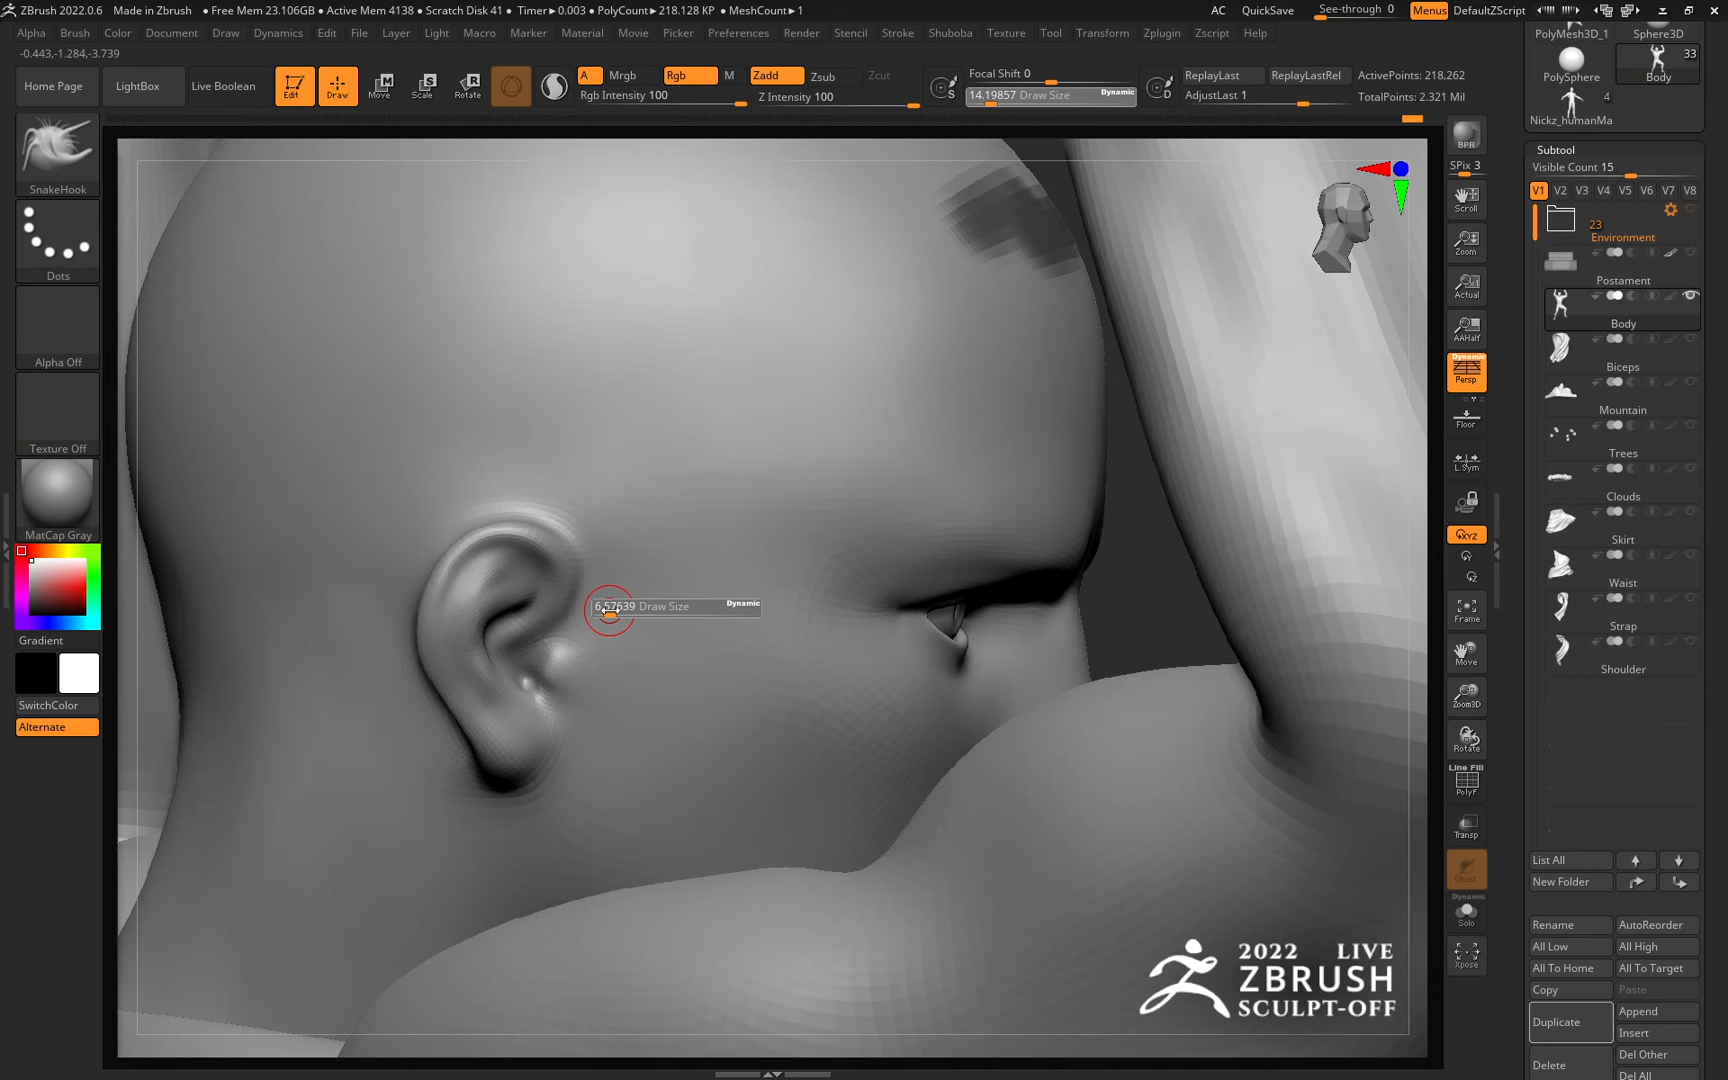 ZBrush 2022.0.6 Made in Zbrush • Free Mem 23.106GB • Active Mem 4138 • Scratch Disk 41 • Timer►0.003 • PolyCount►218.128 KP • MeshCount►1
AC QuickSave See-through 0 Menus DefaultZScript
Alpha Brush Color Document Draw Dynamics Edit File Layer Light Macro Marker Material Movie Picker Preferences Render Stencil Stroke Shuboba Texture Tool Transform Zplugin Zscript Help
-0.443,-1.284,-3.739
Home Page
LightBox
Live Boolean
Edit
Draw
Move
Scale
Rotate
A Mrgb Rgb M Zadd Zsub Zcut
Rgb Intensity 100
Z Intensity 100
S
Focal Shift 0
14.19857 Draw Size Dynamic
D
ReplayLast ReplayLastRel
AdjustLast 1
ActivePoints: 218,262
TotalPoints: 2.321 Mil
SnakeHook
Dots
Alpha Off
Texture Off
MatCap Gray
Gradient
SwitchColor
Alternate
6.57639 Draw Size Dynamic
2022 LIVE
ZBRUSH
SCULPT-OFF
BPR
SPix 3
Scroll
Zoom
Actual
AAHalf
Dynamic
Persp
Floor
L.Sym
XYZ
Y
Z
Frame
Move
Zoom3D
Rotate
Line Fill
PolyF
Transp
Ghost
Dynamic
Solo
Xpose
PolyMesh3D_1 Sphere3D
33
PolySphere Body
4
Nickz_humanMa
Subtool
Visible Count 15
V1 V2 V3 V4 V5 V6 V7 V8
23
Environment
Postament
Body
Biceps
Mountain
Trees
Clouds
Skirt
Waist
Strap
Shoulder
List All
New Folder
Rename AutoReorder
All Low All High
All To Home All To Target
Copy Paste
Duplicate Append
Insert
Delete Del Other
Del All